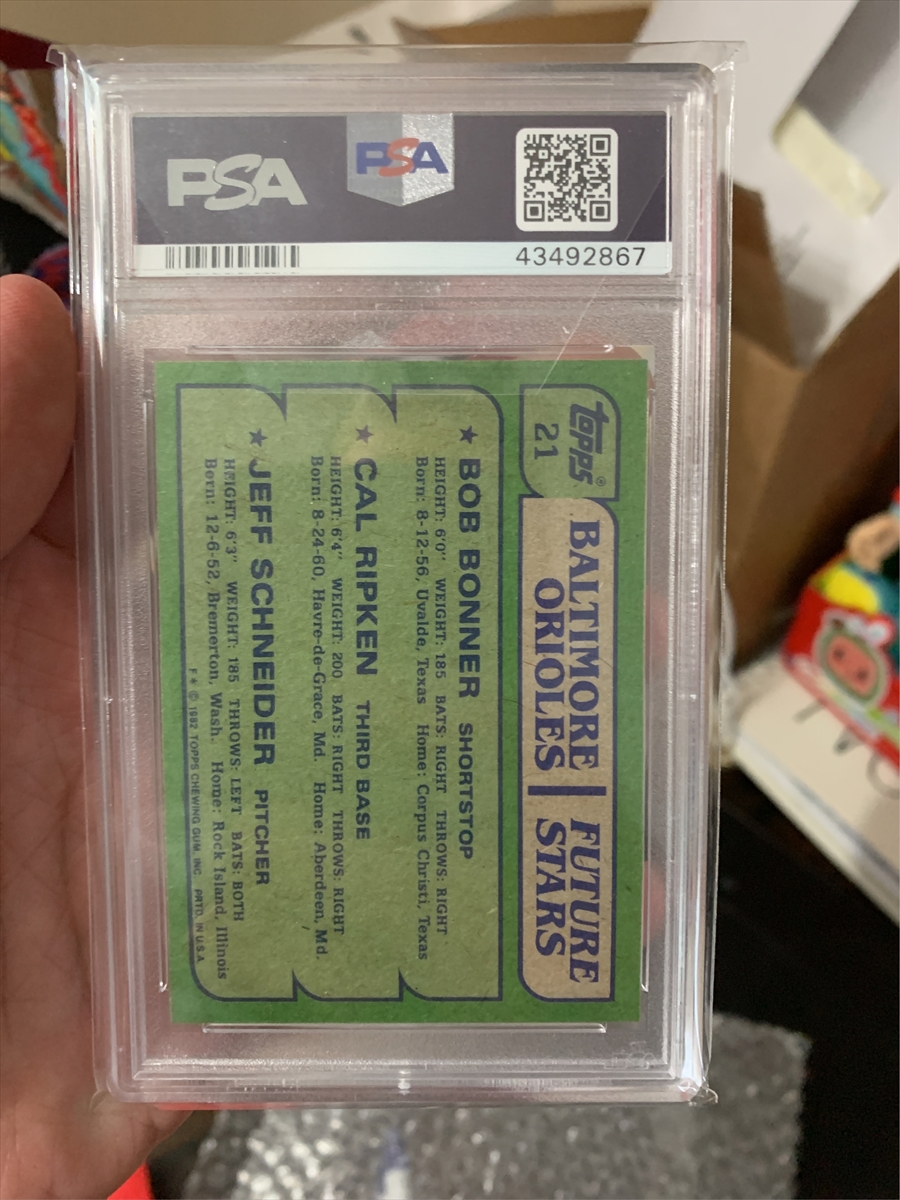 PSA
PSA
43492867
topps®
21
BALTIMORE
ORIOLES
FUTURE
STARS
★ BOB BONNER SHORTSTOP
HEIGHT: 6'0" WEIGHT: 185 BATS: RIGHT THROWS: RIGHT
Born: 8-12-56, Uvalde, Texas Home: Corpus Christi, Texas
★ CAL RIPKEN THIRD BASE
HEIGHT: 6'4" WEIGHT: 200 BATS: RIGHT THROWS: RIGHT
Born: 8-24-60, Havre-de-Grace, Md. Home: Aberdeen, Md.
★ JEFF SCHNEIDER PITCHER
HEIGHT: 6'3" WEIGHT: 185 THROWS: LEFT BATS: BOTH
Born: 12-6-52, Bremerton, Wash. Home: Rock Island, Illinois
F* © 1982 TOPPS CHEWING GUM, INC. PRTD. IN U.S.A.